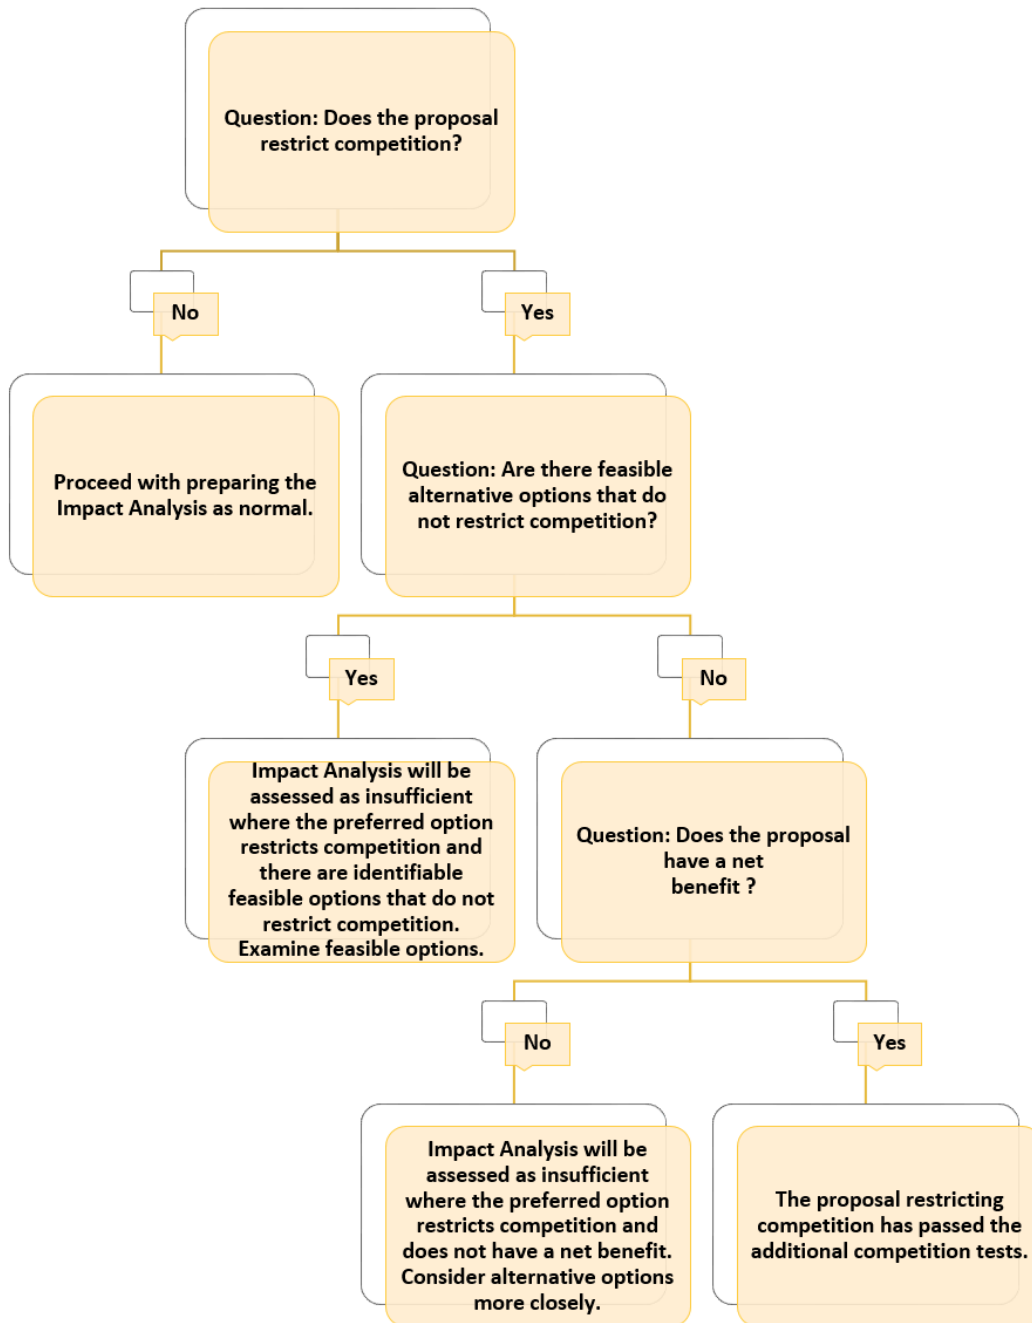 Question: Does the proposal
restrict competition?
No
Yes
Proceed with preparing the
Impact Analysis as normal.
Question: Are there feasible
alternative options that do
not restrict competition?
Yes
No
Impact Analysis will be
assessed as insufficient
where the preferred option
restricts competition and
there are identifiable
feasible options that do not
restrict competition.
Examine feasible options.
Question: Does the proposal
have a net
benefit ?
No
Yes
Impact Analysis will be
assessed as insufficient
where the preferred option
restricts competition and
does not have a net benefit.
Consider alternative options
more closely.
The proposal restricting
competition has passed the
additional competition tests.